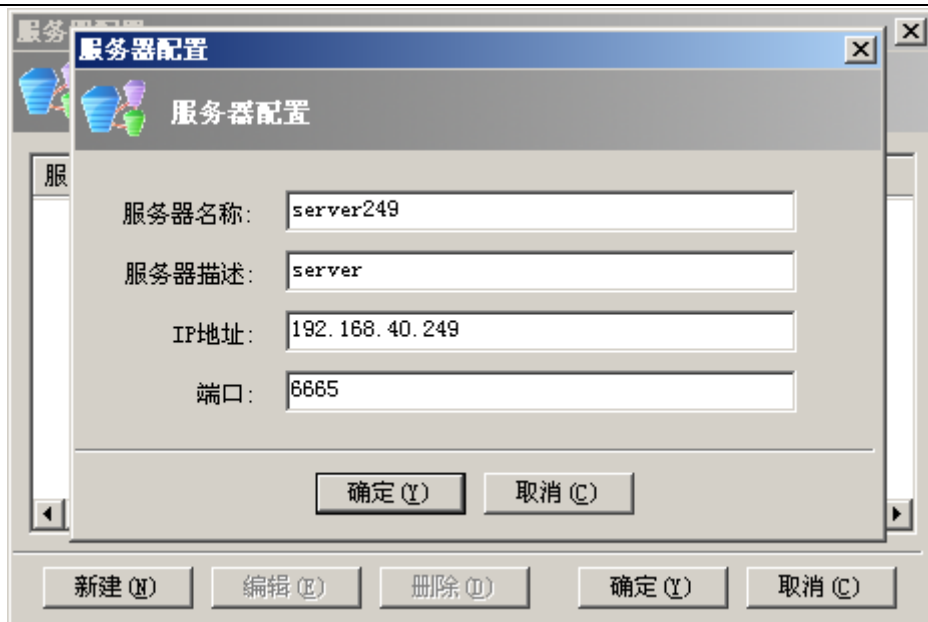 服务器配置
服务器配置
服务器名称: server249
服务器描述: server
IP地址: 192.168.40.249
端口: 6665
确定(Y) 取消(C)
服
新建(N) 编辑(E) 删除(D) 确定(Y) 取消(C)